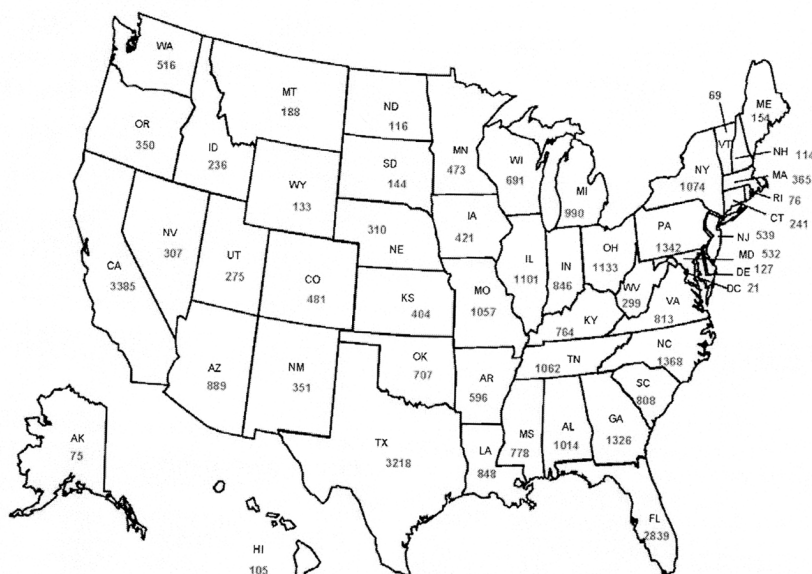 WA
516
OR
350
CA
3385
ID
236
NV
307
MT
188
WY
133
UT
275
AZ
889
CO
481
NM
351
ND
116
SD
144
310
NE
KS
404
OK
707
TX
3218
MN
473
IA
421
MO
1057
AR
596
LA
848
WI
691
IL
1101
MI
990
IN
846
OH
1133
764 KY
1062 TN
MS
778
AL
1014
GA
1326
FL
2839
SC
808
NC
1368
VA
813
WV
299
PA
1342
NY
1074
69
VT
ME
154
NH 114
MA
365
RI 76
CT
241
NJ 539
MD 532
DE 127
DC 21
AK
75
HI
105